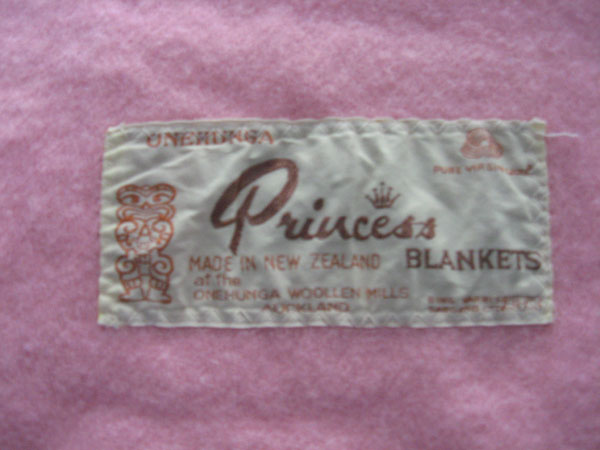 ONEHUNGA
PURE VIRGIN WOOL
Princess
BLANKETS
MADE IN NEW ZEALAND
at the
ONEHUNGA WOOLLEN MILLS
AUCKLAND